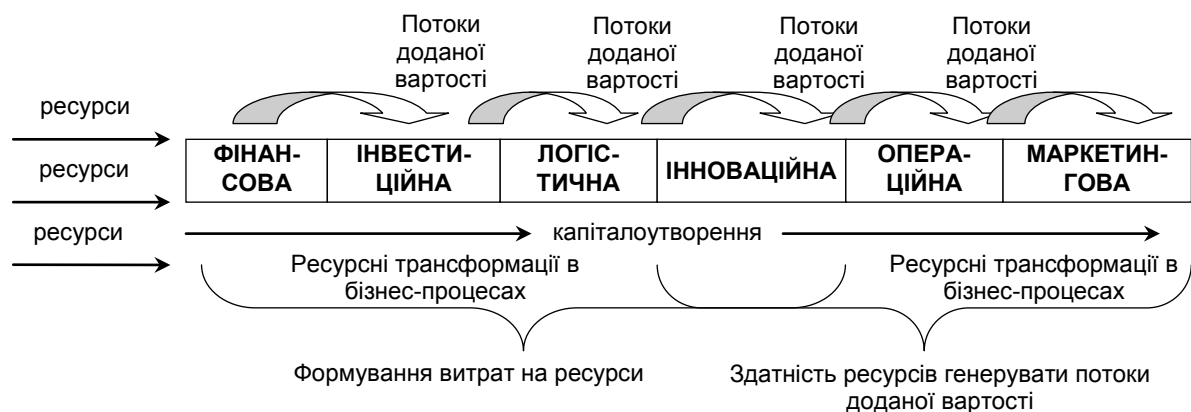 Потоки
доданої
вартості
Потоки
доданої
вартості
Потоки
доданої
вартості
Потоки
доданої
вартості
ресурси
ресурси
ресурси
ФІНАН-
СОВА
ІНВЕСТИ-
ЦІЙНА
ЛОГІС-
ТИЧНА
ІННОВАЦІЙНА
ОПЕРА-
ЦІЙНА
МАРКЕТИН-
ГОВА
капіталоутворення
Ресурсні трансформації в
бізнес-процесах
Ресурсні трансформації в
бізнес-процесах
Формування витрат на ресурси
Здатність ресурсів генерувати потоки
доданої вартості